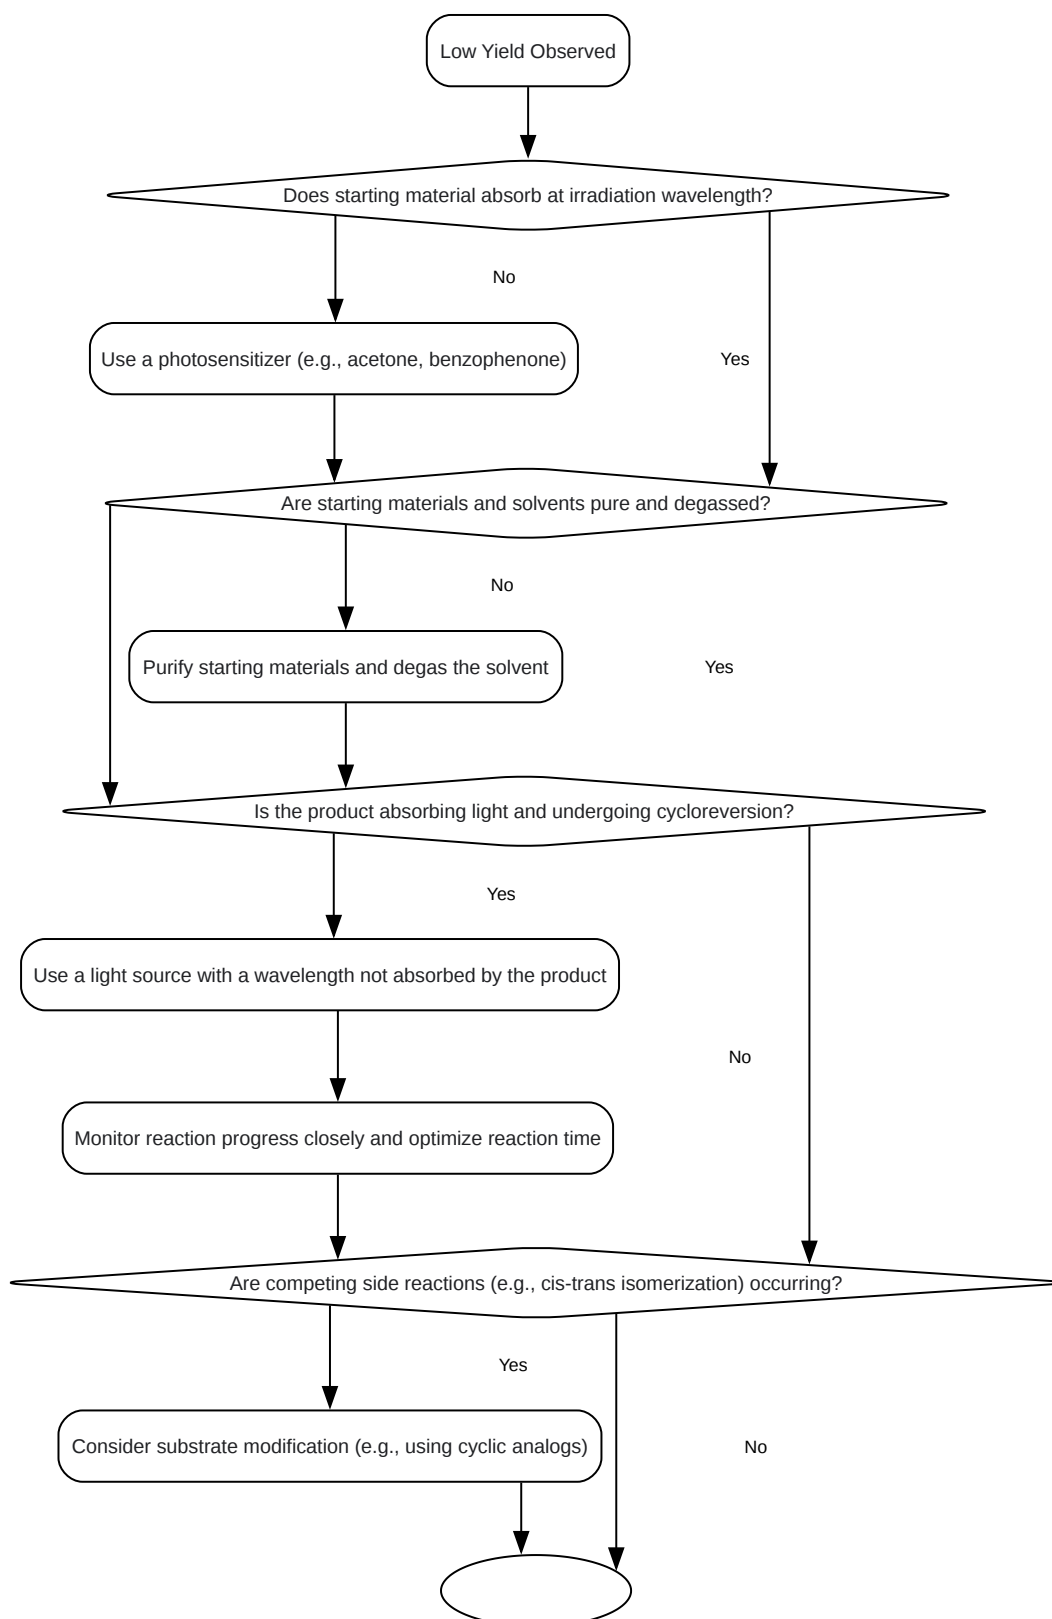 Low Yield Observed
Does starting material absorb at irradiation wavelength?
No
Use a photosensitizer (e.g., acetone, benzophenone)
Yes
Are starting materials and solvents pure and degassed?
No
Purify starting materials and degas the solvent
Yes
Is the product absorbing light and undergoing cycloreversion?
Yes
Use a light source with a wavelength not absorbed by the product
No
Monitor reaction progress closely and optimize reaction time
Are competing side reactions (e.g., cis-trans isomerization) occurring?
Yes
Consider substrate modification (e.g., using cyclic analogs)
No